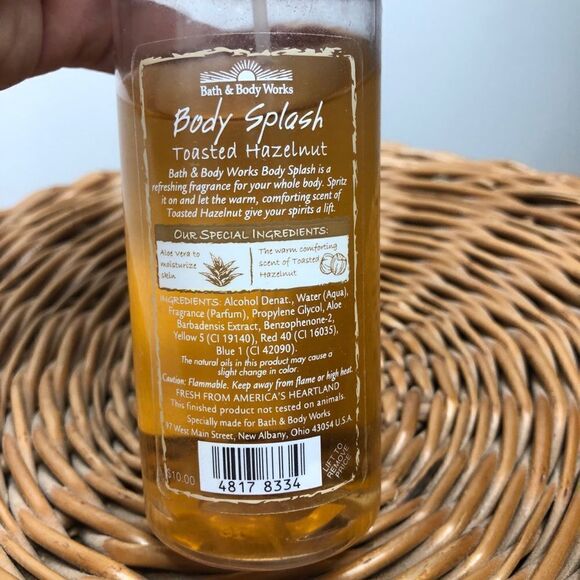 Bath & Body Works
Body Splash
Toasted Hazelnut
Bath & Body Works Body Splash is a
refreshing fragrance for your whole body. Spritz
it on and let the warm, comforting scent of
Toasted Hazelnut give your spirits a lift.
OUR SPECIAL INGREDIENTS:
Aloe Vera to
moisturize
skin
The warm comforting
scent of Toasted
Hazelnut
INGREDIENTS: Alcohol Denat., Water (Aqua),
Fragrance (Parfum), Propylene Glycol, Aloe
Barbadensis Extract, Benzophenone-2,
Yellow 5 (CI 19140), Red 40 (CI 16035),
Blue 1 (CI 42090).
The natural oils in this product may cause a
slight change in color.
Caution: Flammable. Keep away from flame or high heat.
FRESH FROM AMERICA'S HEARTLAND
This finished product not tested on animals.
Specially made for Bath & Body Works
97 West Main Street, New Albany, Ohio 43054 U.S.A.
$10.00
4817 8334
LIFT TO
REMOVE
PRICE